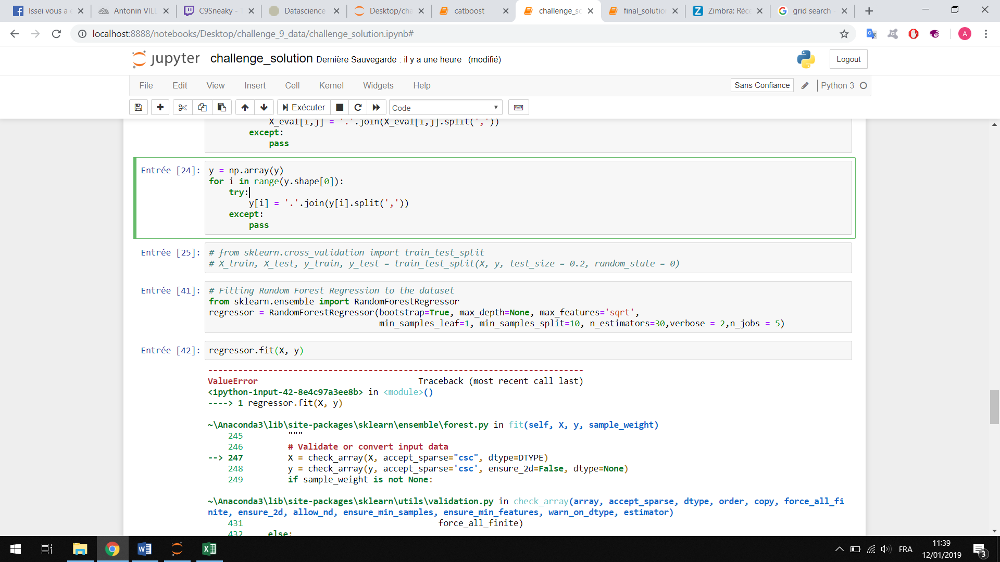 Issei vous a e
Antonin VILL
C9Sneaky - T
Datascience
Desktop/cha
catboost
challenge_so
final_solution
Zimbra: Réce
grid search -
localhost:8888/notebooks/Desktop/challenge_9_data/challenge_solution.ipynb#
A
jupyter challenge_solution Dernière Sauvegarde : il y a une heure (modifié)
Logout
File Edit View Insert Cell Kernel Widgets Help
Sans Confiance
Python 3
Exécuter
Code
X_eval[i,j] = '.'.join(X_eval[i,j].split(','))
except:
pass
Entrée [24]: y = np.array(y)
for i in range(y.shape[0]):
try:
y[i] = '.'.join(y[i].split(','))
except:
pass
Entrée [25]: # from sklearn.cross_validation import train_test_split
# X_train, X_test, y_train, y_test = train_test_split(X, y, test_size = 0.2, random_state = 0)
Entrée [41]: # Fitting Random Forest Regression to the dataset
from sklearn.ensemble import RandomForestRegressor
regressor = RandomForestRegressor(bootstrap=True, max_depth=None, max_features='sqrt',
min_samples_leaf=1, min_samples_split=10, n_estimators=30,verbose = 2,n_jobs = 5)
Entrée [42]: regressor.fit(X, y)
---------------------------------------------------------------------------
ValueError Traceback (most recent call last)
<ipython-input-42-8e4c97a3ee8b> in <module>()
----> 1 regressor.fit(X, y)
~\Anaconda3\lib\site-packages\sklearn\ensemble\forest.py in fit(self, X, y, sample_weight)
245 """
246 # Validate or convert input data
--> 247 X = check_array(X, accept_sparse="csc", dtype=DTYPE)
248 y = check_array(y, accept_sparse='csc', ensure_2d=False, dtype=None)
249 if sample_weight is not None:
~\Anaconda3\lib\site-packages\sklearn\utils\validation.py in check_array(array, accept_sparse, dtype, order, copy, force_all_fi
nite, ensure_2d, allow_nd, ensure_min_samples, ensure_min_features, warn_on_dtype, estimator)
431 force_all_finite)
432 else:
FRA
11:39
12/01/2019
3